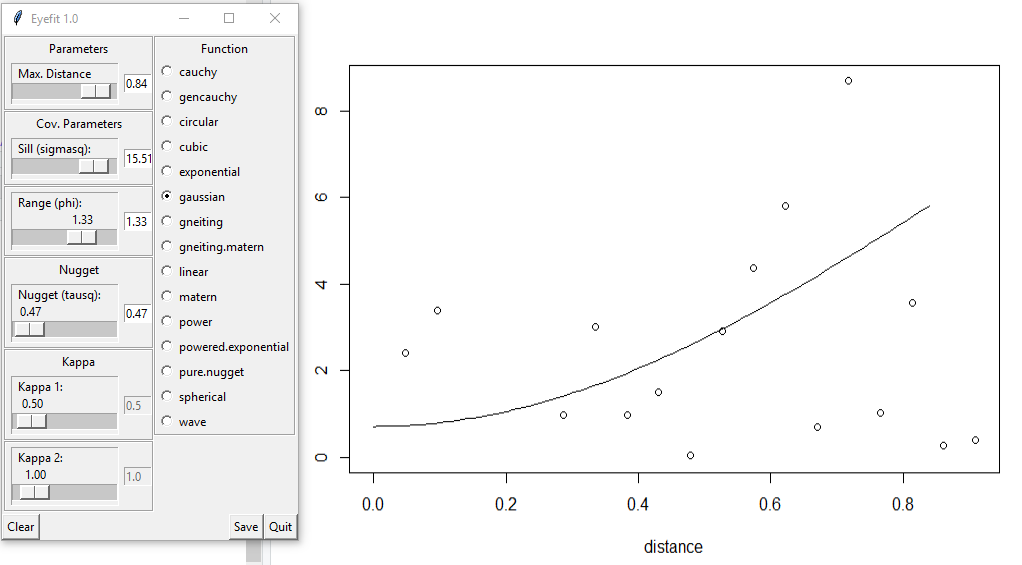 Eyefit 1.0
Parameters
Max. Distance
0.84
Cov. Parameters
Sill (sigmasq):
15.51
Range (phi):
1.33
1.33
Nugget
Nugget (tausq):
0.47
0.47
Kappa
Kappa 1:
0.50
0.5
Kappa 2:
1.00
1.0
Clear
Save
Quit
Function
cauchy
gencauchy
circular
cubic
exponential
gaussian
gneiting
gneiting.matern
linear
matern
power
powered.exponential
pure.nugget
spherical
wave
8
6
4
2
0
0.0 0.2 0.4 0.6 0.8
distance